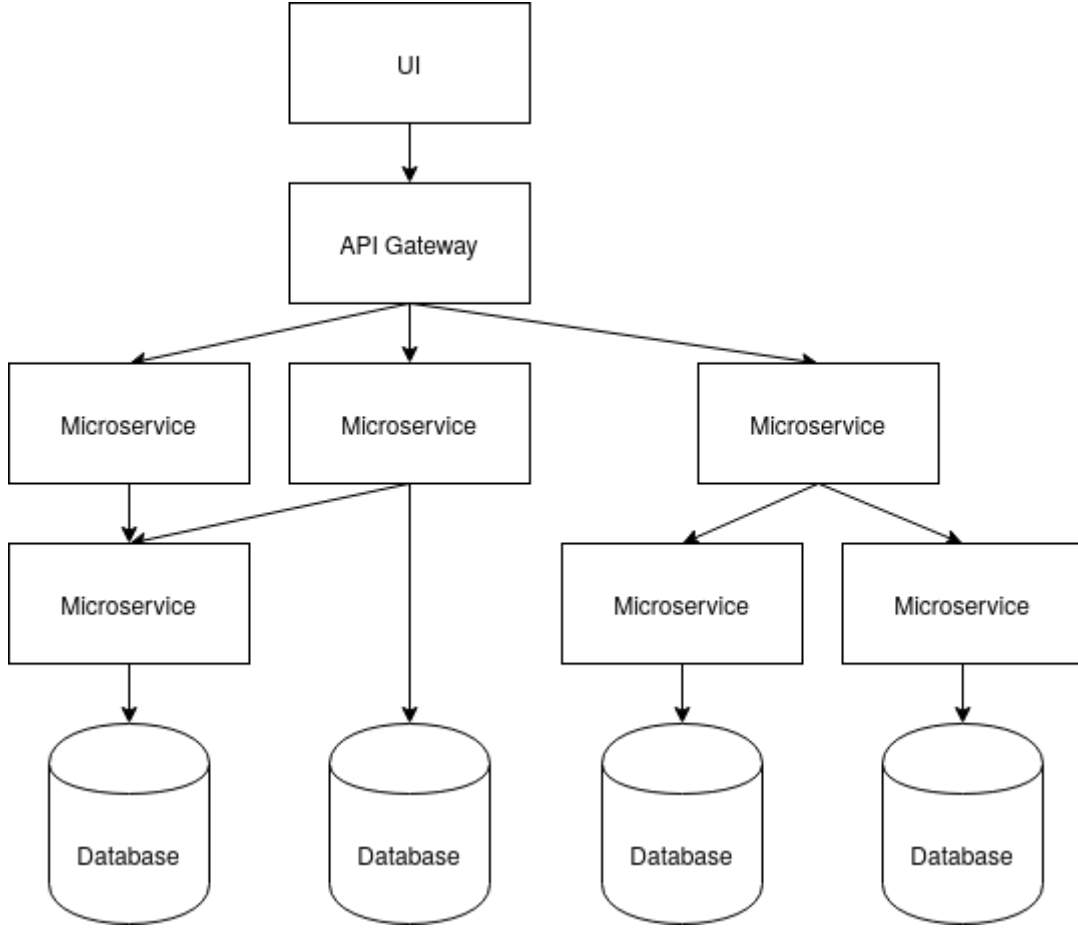 UI
API Gateway
Microservice
Microservice
Microservice
Microservice
Microservice
Microservice
Database
Database
Database
Database